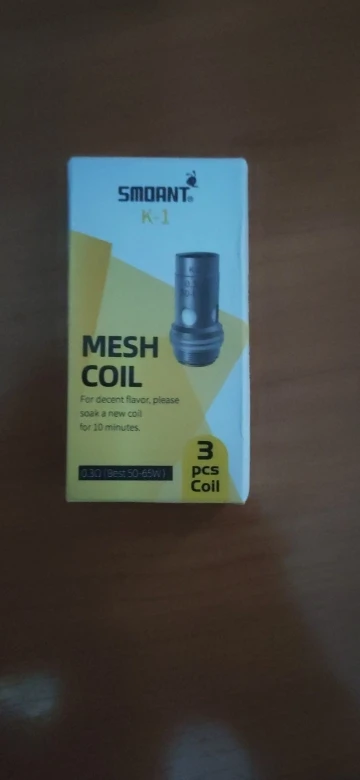 SMOANT®
K-1
MESH
COIL
For decent flavor, please
soak a new coil
for 10 minutes.
0.3Ω (Best 50-65W)
3
pcs
Coil